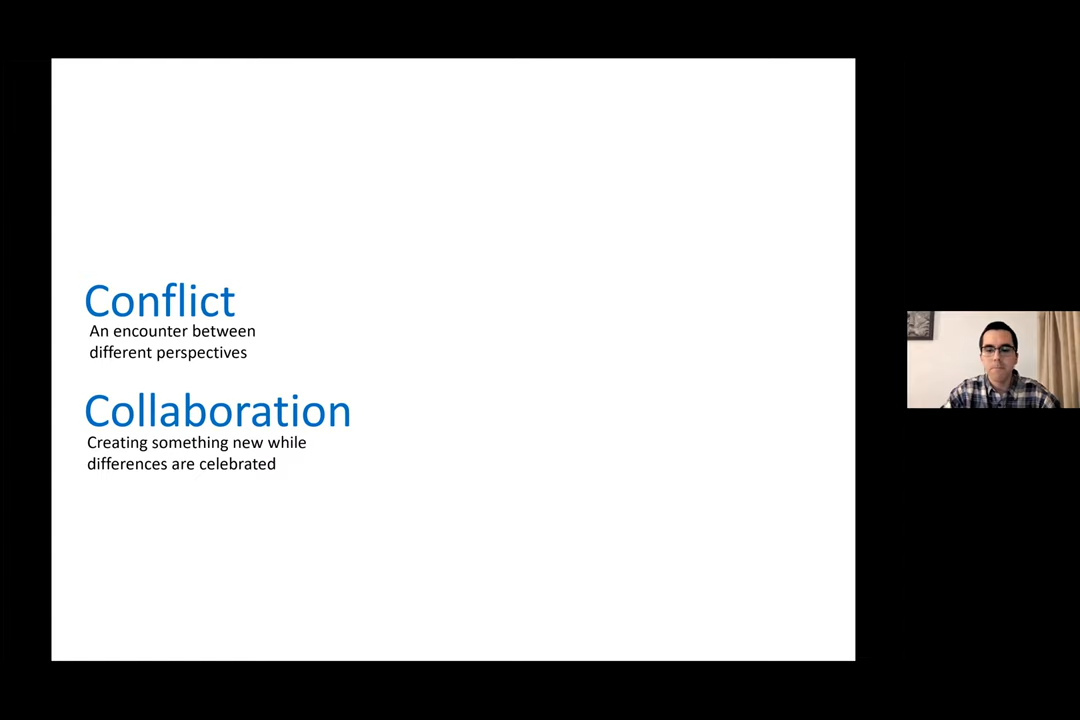 Conflict
An encounter between
different perspectives
Collaboration
Creating something new while
differences are celebrated